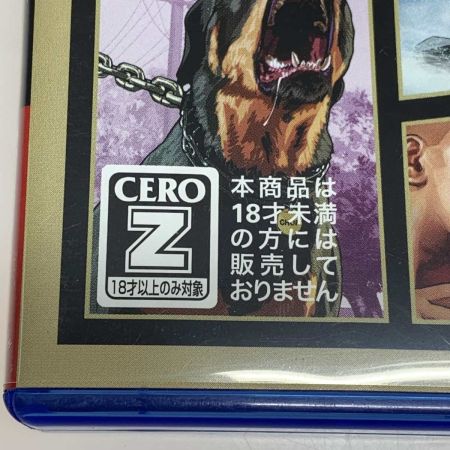 CERO
Z
18才以上のみ対象
本商品は
18才未満
の方には
販売して
おりません